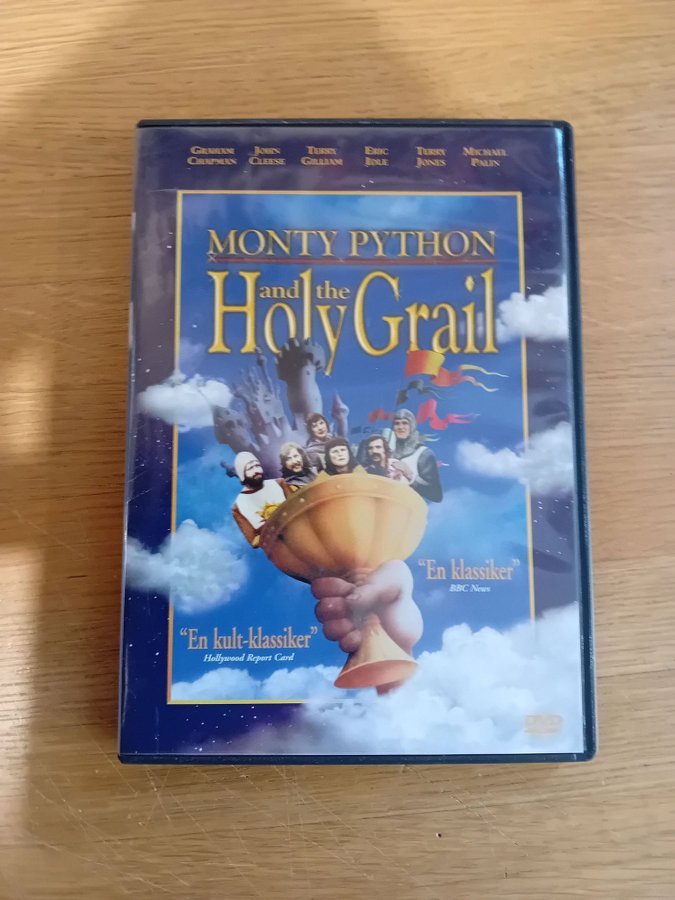 GRAHAM CHAPMAN JOHN CLEESE TERRY GILLIAM ERIC IDLE TERRY JONES MICHAEL PALIN
MONTY PYTHON
and the
Holy Grail
"En klassiker"
BBC News
"En kult-klassiker"
Hollywood Report Card
DVD